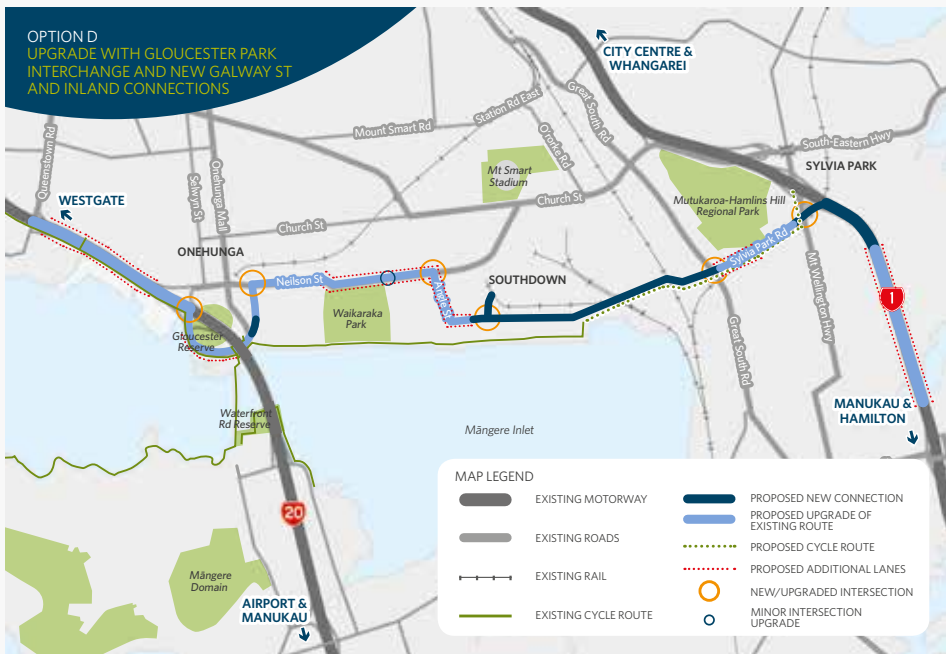 OPTION D
UPGRADE WITH GLOUCESTER PARK
INTERCHANGE AND NEW GALWAY ST
AND INLAND CONNECTIONS
CITY CENTRE &
WHANGAREI
Station Rd East
Great South Rd
O'rorke Rd
Mount Smart Rd
South-Eastern Hwy
SYLVIA PARK
Queenstown Rd
Selwyn St
Onehunga Mall
Mt Smart
Stadium
Mutukaroa-Hamlins Hill
Regional Park
WESTGATE
Church St
Church St
ONEHUNGA
Sylvia Park Rd
Neilson St
SOUTHDOWN
Mt Wellington Hwy
Waikaraka
Park
1
Gloucester
Reserve
Great South Rd
MANUKAU &
HAMILTON
Waterfront
Rd Reserve
Māngere Inlet
20
Māngere
Domain
AIRPORT &
MANUKAU
MAP LEGEND
EXISTING MOTORWAY
EXISTING ROADS
EXISTING RAIL
EXISTING CYCLE ROUTE
PROPOSED NEW CONNECTION
PROPOSED UPGRADE OF
EXISTING ROUTE
PROPOSED CYCLE ROUTE
PROPOSED ADDITIONAL LANES
NEW/UPGRADED INTERSECTION
MINOR INTERSECTION
UPGRADE